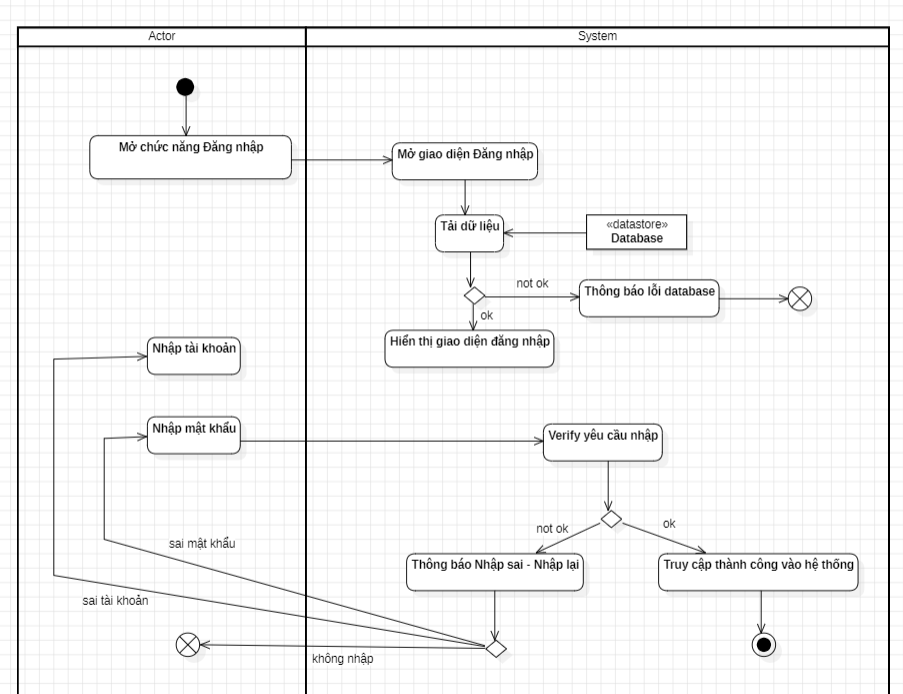 Actor
System
Mở chức năng Đăng nhập
Mở giao diện Đăng nhập
Tải dữ liệu
«datastore»
Database
not ok
Thông báo lỗi database
ok
Hiển thị giao diện đăng nhập
Nhập tài khoản
Nhập mật khẩu
Verify yêu cầu nhập
not ok
ok
sai mật khẩu
Thông báo Nhập sai - Nhập lại
Truy cập thành công vào hệ thống
sai tài khoản
không nhập